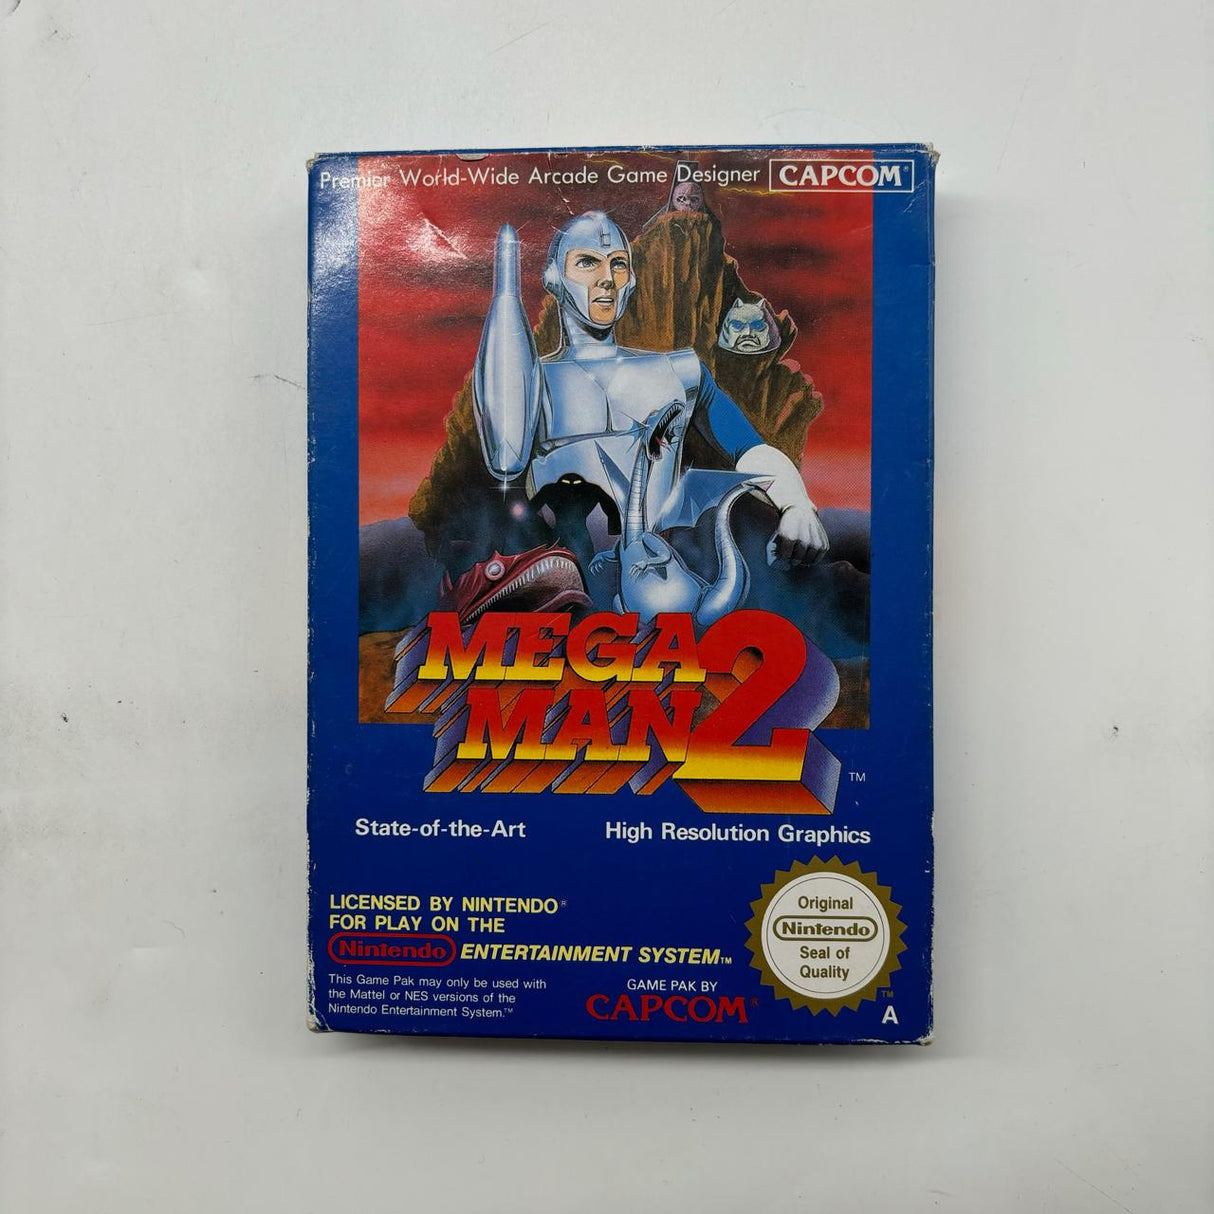 Premier World-Wide Arcade Game Designer CAPCOM®
MEGA
MAN 2
TM
State-of-the-Art High Resolution Graphics
LICENSED BY NINTENDO®
FOR PLAY ON THE
Nintendo ENTERTAINMENT SYSTEM™
This Game Pak may only be used with
the Mattel or NES versions of the
Nintendo Entertainment System.™
GAME PAK BY
CAPCOM®
Original
Nintendo
Seal of
Quality
TM
A